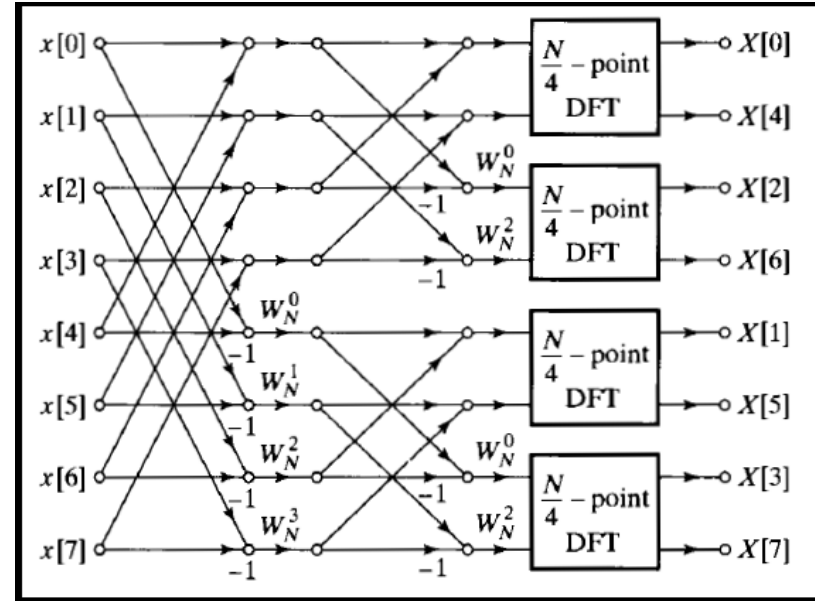 x[0]
N/4 – point
DFT
X[0]
x[1]
X[4]
W_N^0
x[2]
-1
N/4 – point
DFT
X[2]
W_N^2
x[3]
-1
X[6]
W_N^0
x[4]
-1
N/4 – point
DFT
X[1]
W_N^1
x[5]
-1
X[5]
W_N^2
W_N^0
x[6]
-1
-1
N/4 – point
DFT
X[3]
W_N^3
W_N^2
x[7]
-1
-1
X[7]